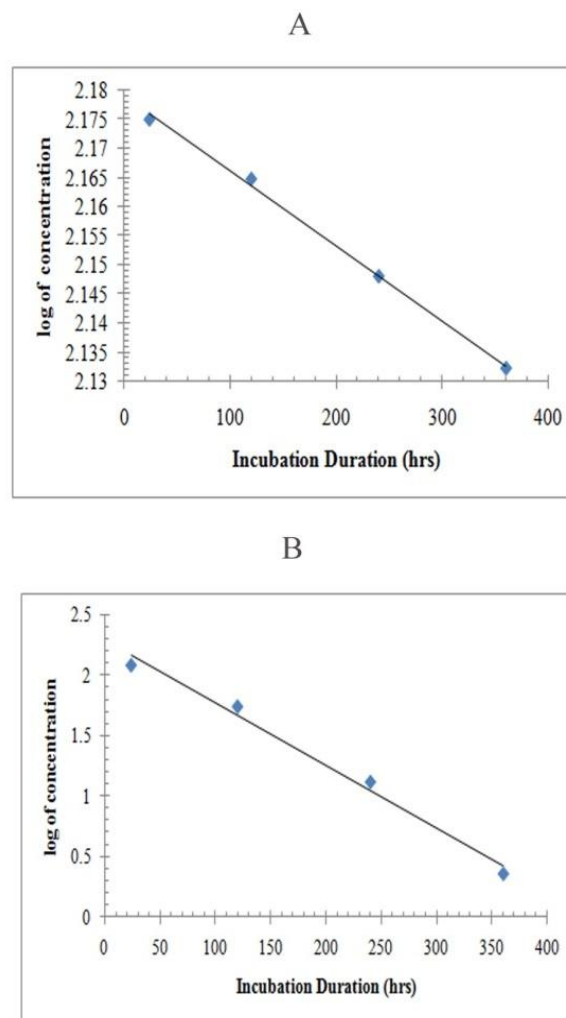 A
2.18
2.175
2.17
2.165
2.16
2.155
2.15
2.145
2.14
2.135
2.13
log of concentration
0 100 200 300 400
Incubation Duration (hrs)
B
2.5
2
1.5
1
0.5
0
log of concentration
0 50 100 150 200 250 300 350 400
Incubation Duration (hrs)